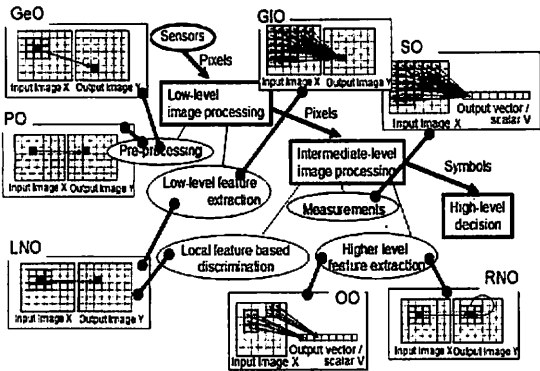 GeO
Input Image X Output Image Y
Sensors
Pixels
GlO
Input Image X Output Image Y
SO
Input Image X
Output vector /
scalar V
Low-level
image processing
Pixels
PO
Input Image X Output Image Y
Pre-processing
Low-level feature
extraction
Intermediate-level
image processing
Symbols
Measurements
High-level
decision
LNO
Input Image X Output Image Y
Local feature based
discrimination
Higher level
feature extraction
OO
Input Image X
Output vector /
scalar V
RNO
Input Image X Output Image Y